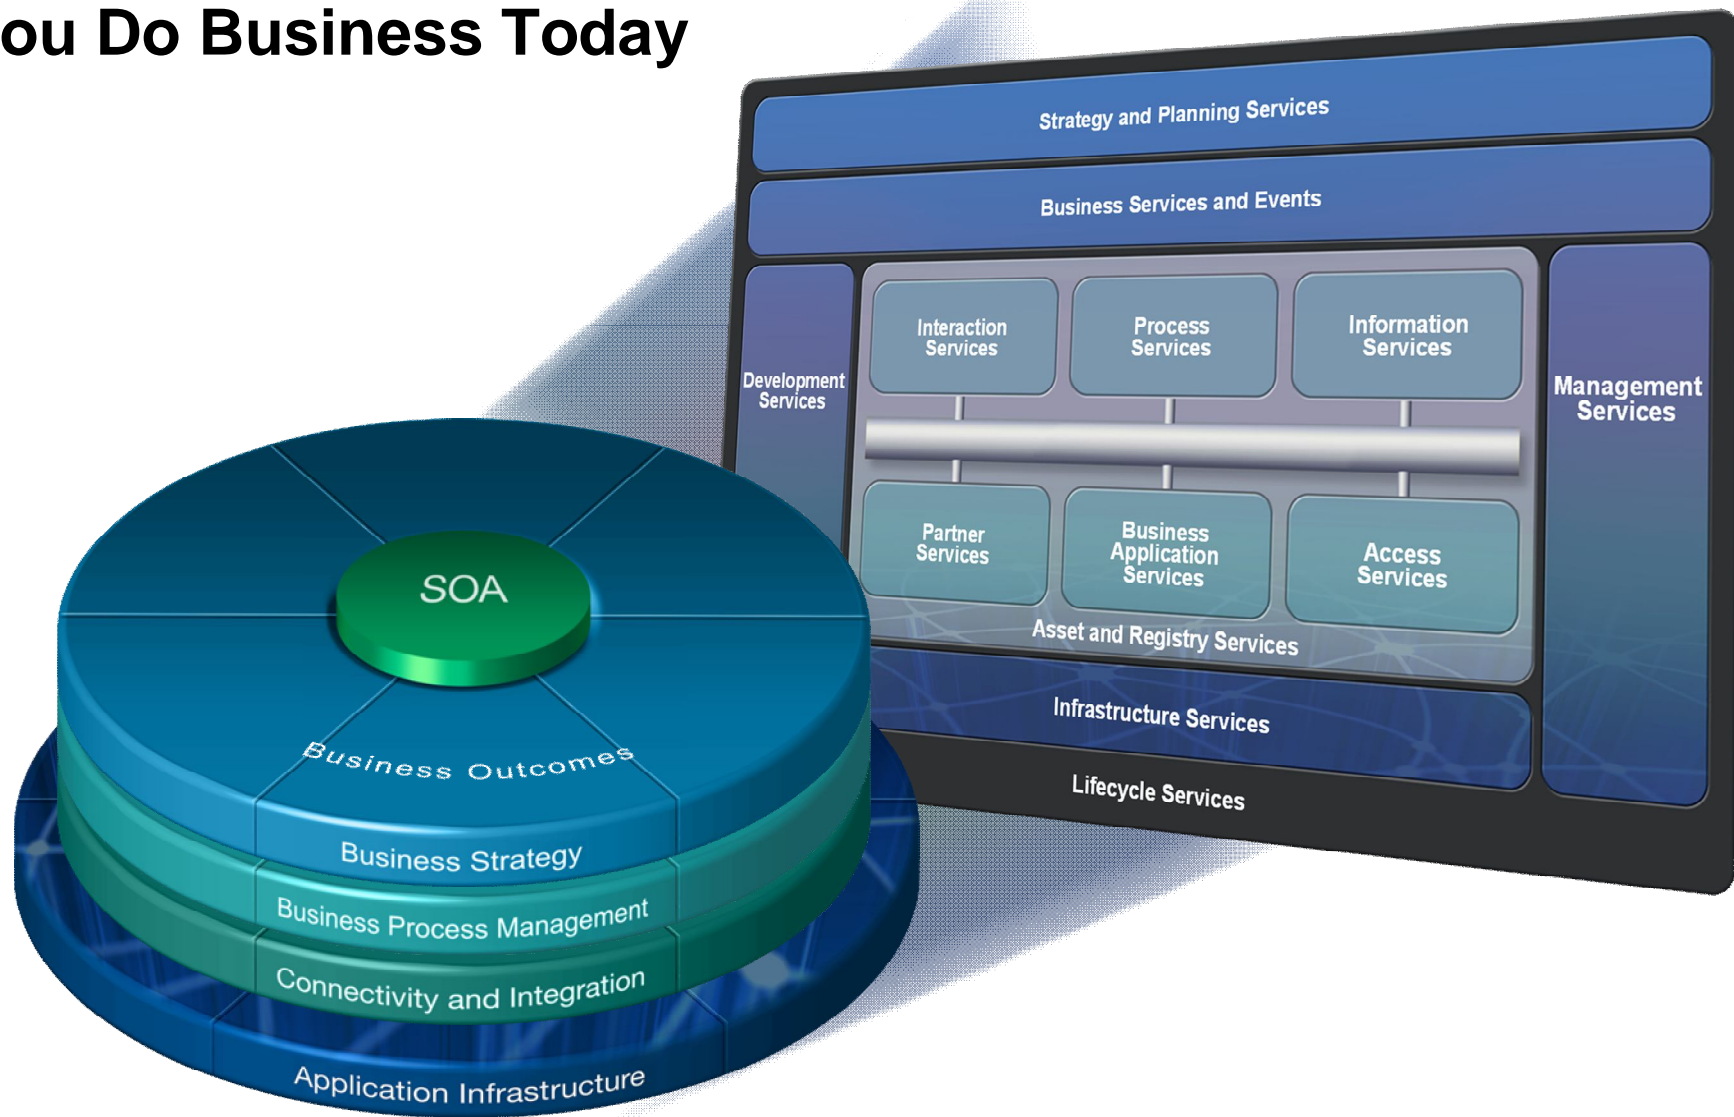 ou Do Business Today
Strategy and Planning Services
Business Services and Events
Development
Services
Interaction
Services
Process
Services
Information
Services
Management
Services
Partner
Services
Business
Application
Services
Access
Services
Asset and Registry Services
Infrastructure Services
Lifecycle Services
SOA
Business Outcomes
Business Strategy
Business Process Management
Connectivity and Integration
Application Infrastructure